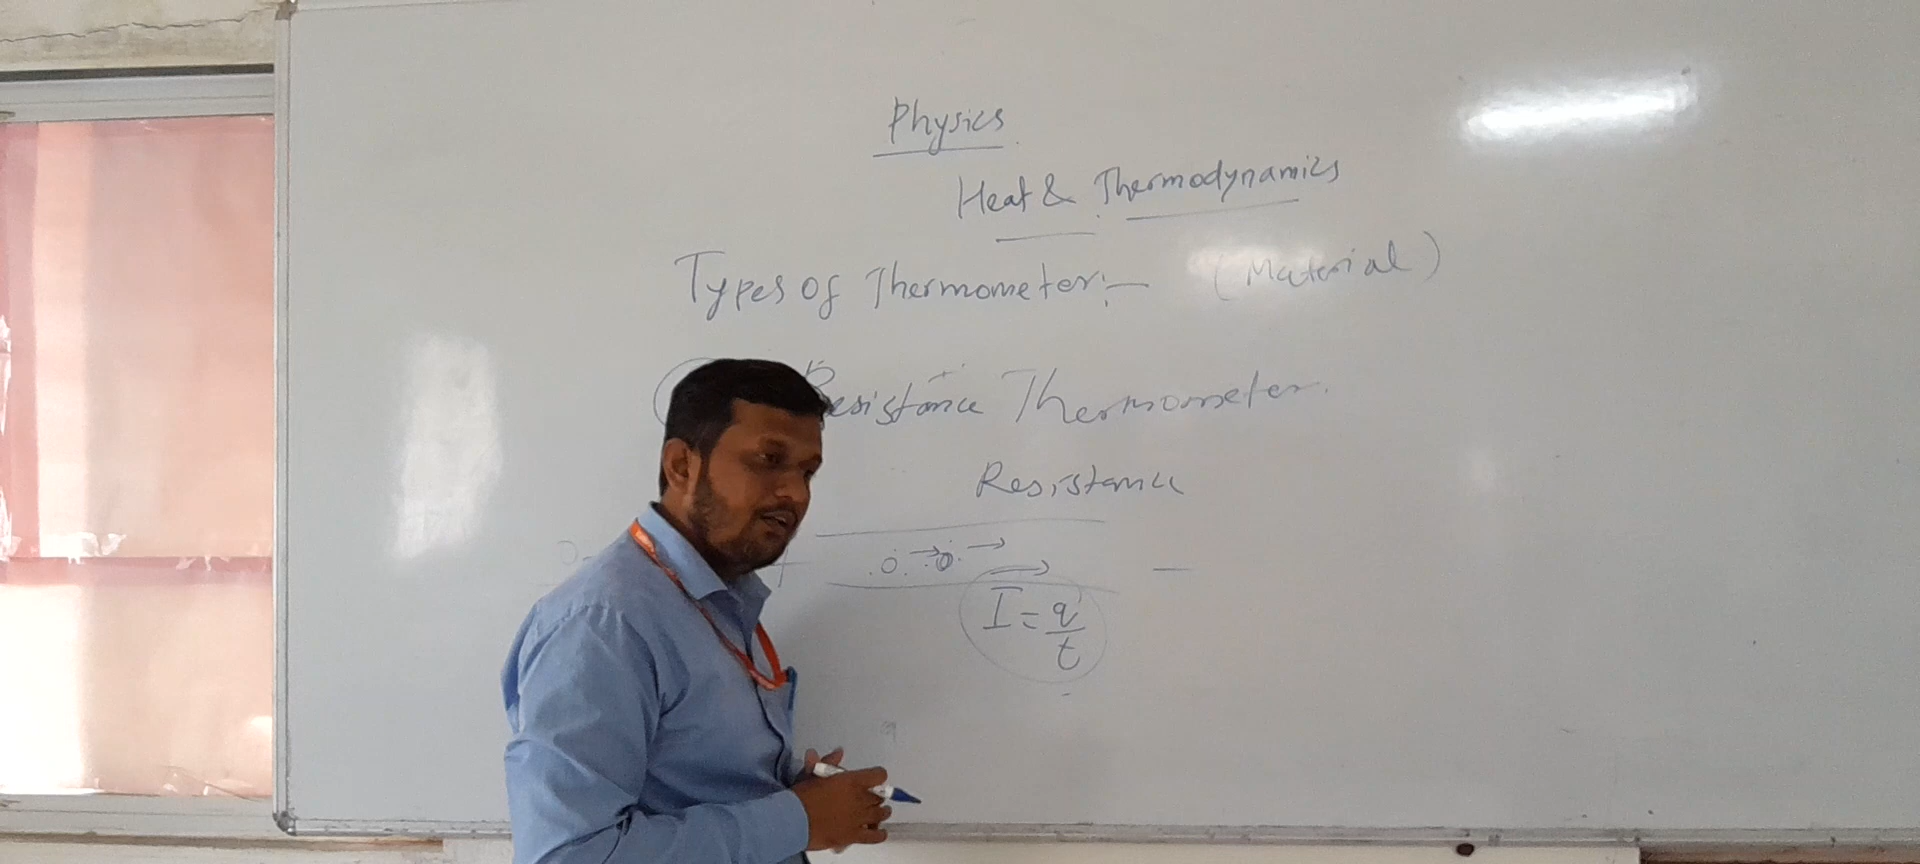 Physics
Heat & Thermodynamics
Types of Thermometer:— (Material)
Resistance Thermometer.
Resistance
+ —
I = q/t